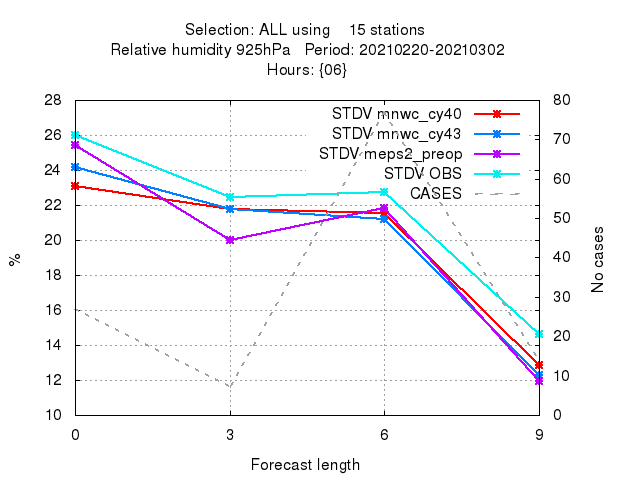 Selection: ALL using    15 stations
Relative humidity 925hPa   Period: 20210220-20210302
Hours: {06}
28
26
24
22
20
18
16
14
12
10
%
STDV mnwc_cy40
STDV mnwc_cy43
STDV meps2_preop
STDV OBS
CASES
80
70
60
50
40
30
20
10
0
No cases
0 3 6 9
Forecast length